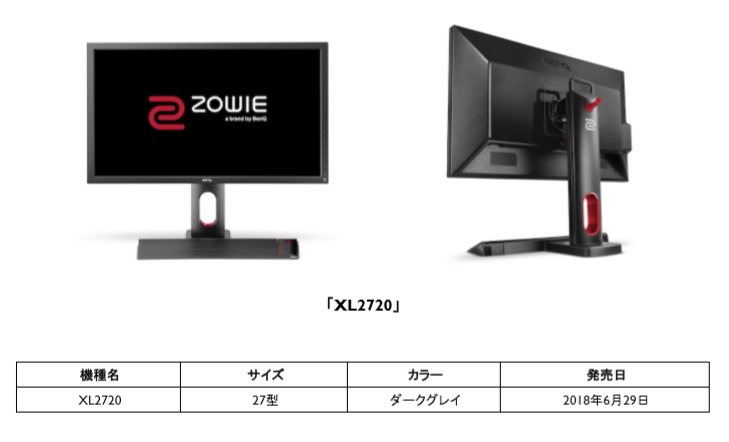 ZOWIE
a brand by BenQ
BenQ
BenQ
「XL2720」
機種名 サイズ カラー 発売日
XL2720 27型 ダークグレイ 2018年6月29日